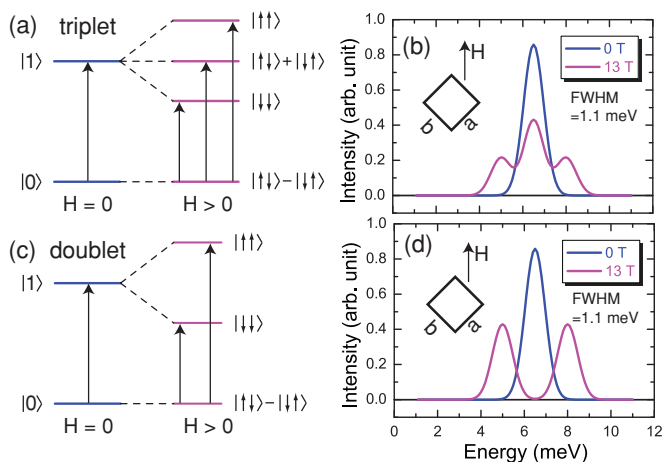 (a) triplet
|1⟩
|0⟩
H = 0
H > 0
|↑↑⟩
|↑↓⟩+|↓↑⟩
|↓↓⟩
|↑↓⟩−|↓↑⟩
(b)
Intensity (arb. unit)
1.0
0.8
0.6
0.4
0.2
0.0
H
a
b
0 T
13 T
FWHM
=1.1 meV
(c) doublet
|1⟩
|0⟩
H = 0
H > 0
|↑↑⟩
|↓↓⟩
|↑↓⟩−|↓↑⟩
(d)
Intensity (arb. unit)
1.0
0.8
0.6
0.4
0.2
0.0
H
a
b
0 T
13 T
FWHM
=1.1 meV
0 2 4 6 8 10 12
Energy (meV)